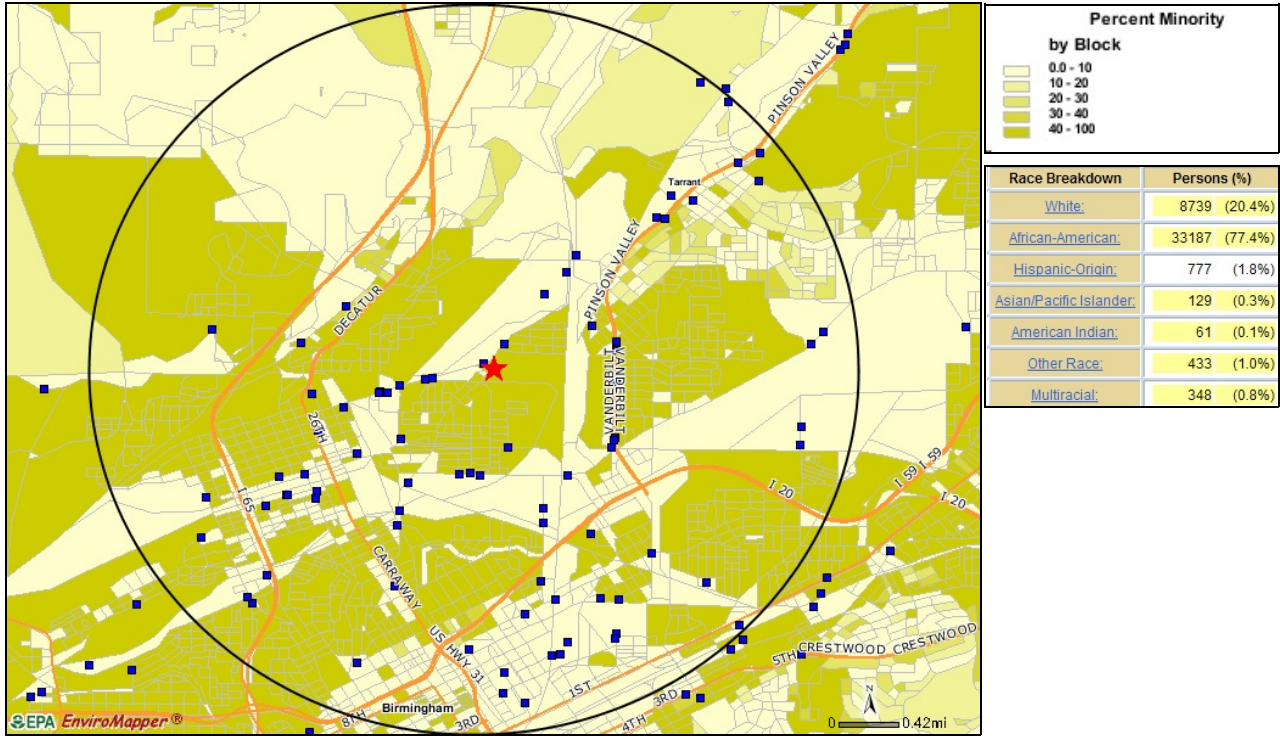 PINSON VALLEY
Tarrant
PINSON VALLEY
DECATUR
VANDERBILT
VANDERBILT
26TH
I 65
I 20
I 59
I 59
I 20
CARRAWAY
US HWY 31
1ST
5TH
CRESTWOOD
CRESTWOOD
3RD
4TH
8TH
Birmingham
3RD
N
0 0.42mi
EPA EnviroMapper ®
Percent Minority
by Block
0.0 - 10
10 - 20
20 - 30
30 - 40
40 - 100
Race Breakdown Persons (%)
White: 8739 (20.4%)
African-American: 33187 (77.4%)
Hispanic-Origin: 777 (1.8%)
Asian/Pacific Islander: 129 (0.3%)
American Indian: 61 (0.1%)
Other Race: 433 (1.0%)
Multiracial: 348 (0.8%)